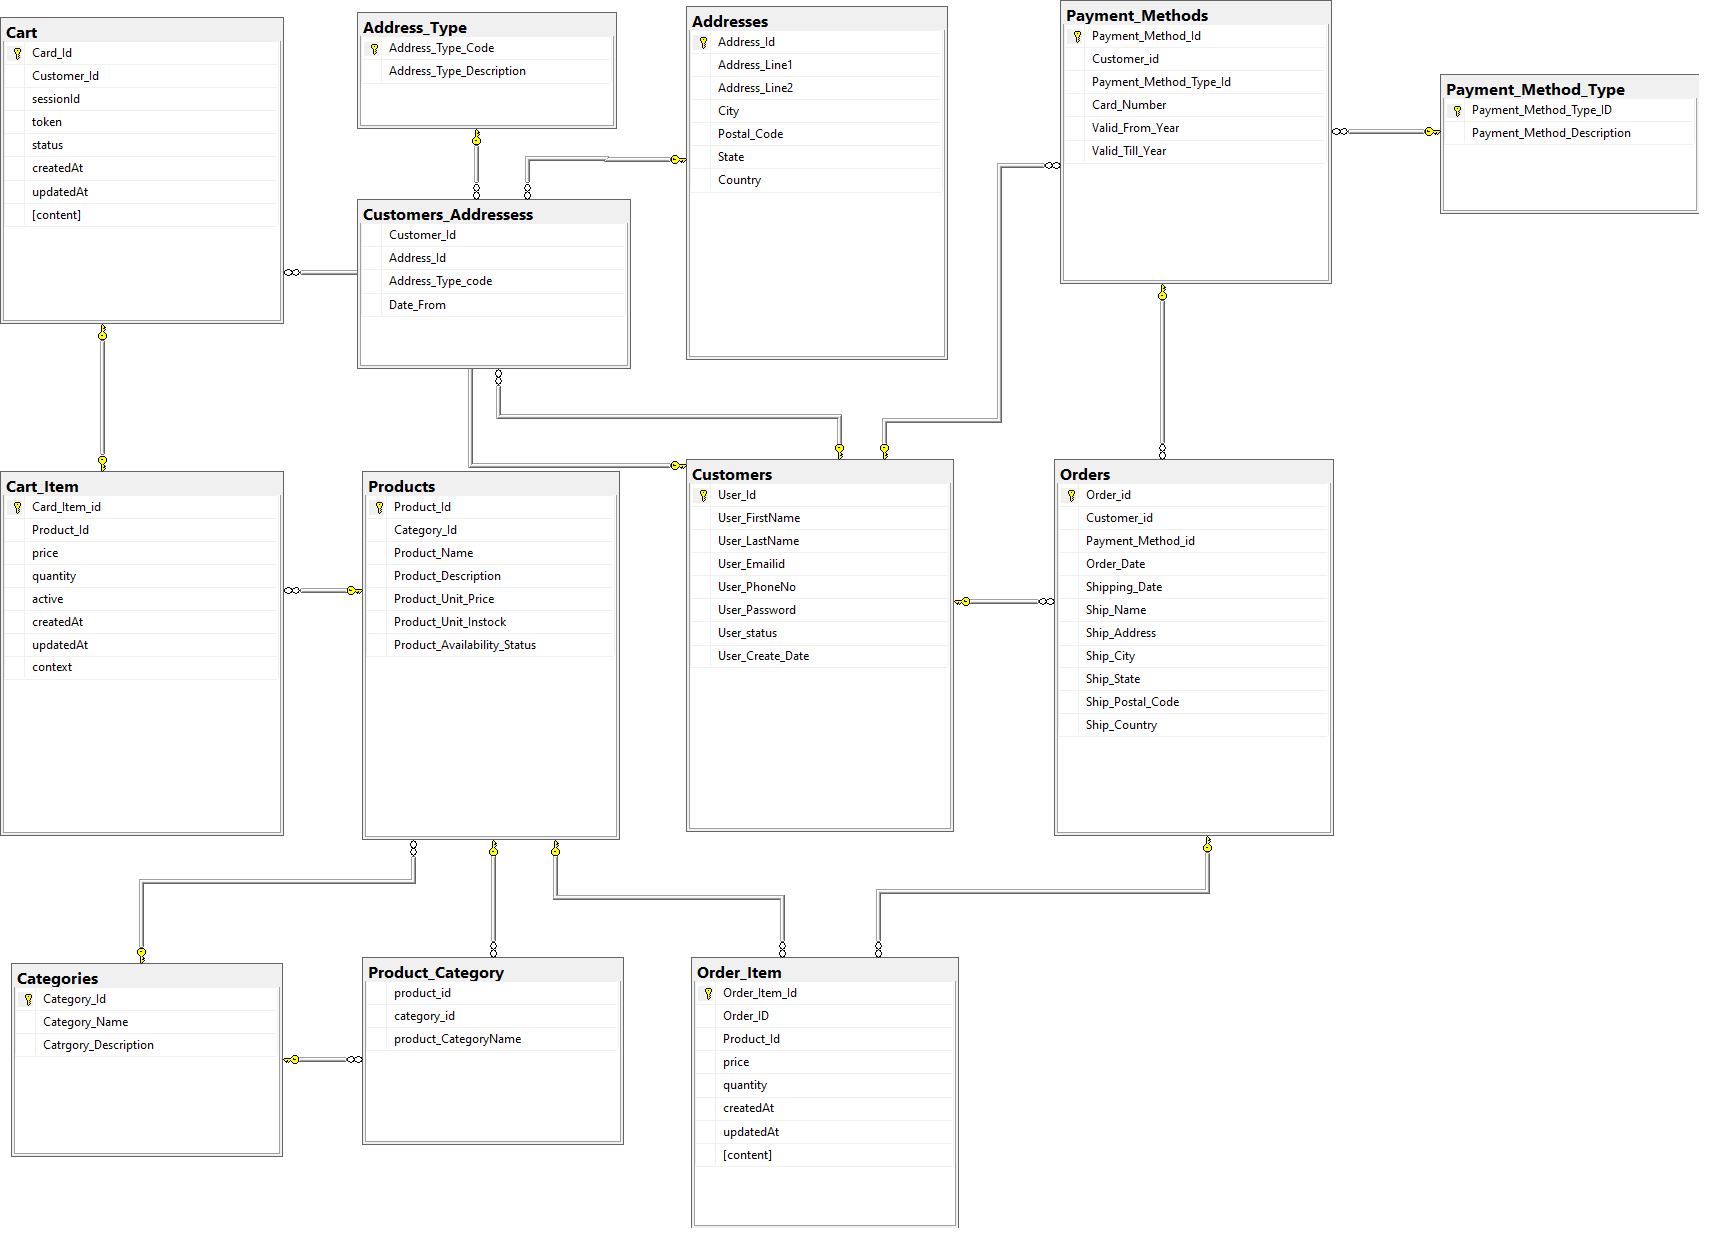 Cart
Card_Id
Customer_Id
sessionId
token
status
createdAt
updatedAt
[content]
Address_Type
Address_Type_Code
Address_Type_Description
Addresses
Address_Id
Address_Line1
Address_Line2
City
Postal_Code
State
Country
Payment_Methods
Payment_Method_Id
Customer_id
Payment_Method_Type_Id
Card_Number
Valid_From_Year
Valid_Till_Year
Payment_Method_Type
Payment_Method_Type_ID
Payment_Method_Description
Customers_Addressess
Customer_Id
Address_Id
Address_Type_code
Date_From
Cart_Item
Card_Item_id
Product_Id
price
quantity
active
createdAt
updatedAt
context
Products
Product_Id
Category_Id
Product_Name
Product_Description
Product_Unit_Price
Product_Unit_Instock
Product_Availability_Status
Customers
User_Id
User_FirstName
User_LastName
User_Emailid
User_PhoneNo
User_Password
User_status
User_Create_Date
Orders
Order_id
Customer_id
Payment_Method_id
Order_Date
Shipping_Date
Ship_Name
Ship_Address
Ship_City
Ship_State
Ship_Postal_Code
Ship_Country
Categories
Category_Id
Category_Name
Catrgory_Description
Product_Category
product_id
category_id
product_CategoryName
Order_Item
Order_Item_Id
Order_ID
Product_Id
price
quantity
createdAt
updatedAt
[content]